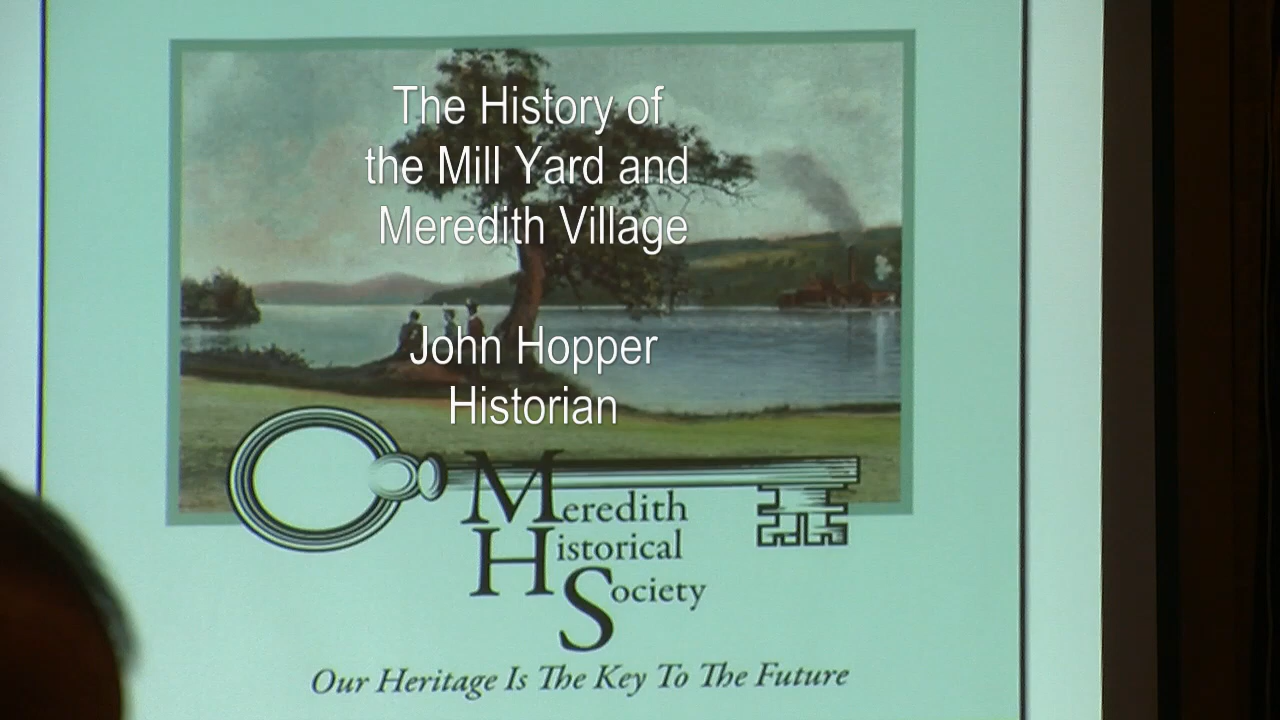 The History of
the Mill Yard and
Meredith Village
John Hopper
Historian
Meredith
Historical
Society
Our Heritage Is The Key To The Future